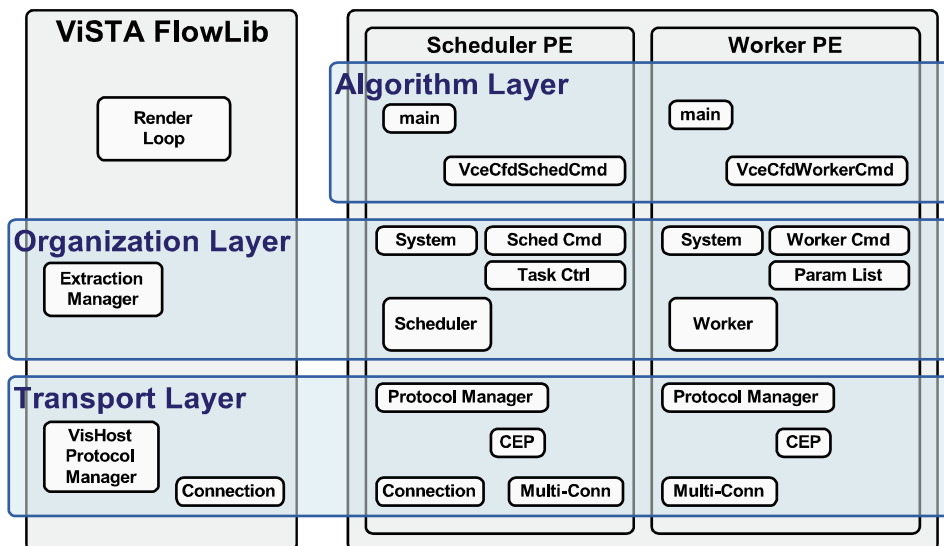 ViSTA FlowLib
Render
Loop
Scheduler PE
Worker PE
Algorithm Layer
main
VceCfdSchedCmd
main
VceCfdWorkerCmd
Organization Layer
Extraction
Manager
System
Sched Cmd
Task Ctrl
Scheduler
System
Worker Cmd
Param List
Worker
Transport Layer
VisHost
Protocol
Manager
Connection
Protocol Manager
CEP
Connection
Multi-Conn
Protocol Manager
CEP
Multi-Conn